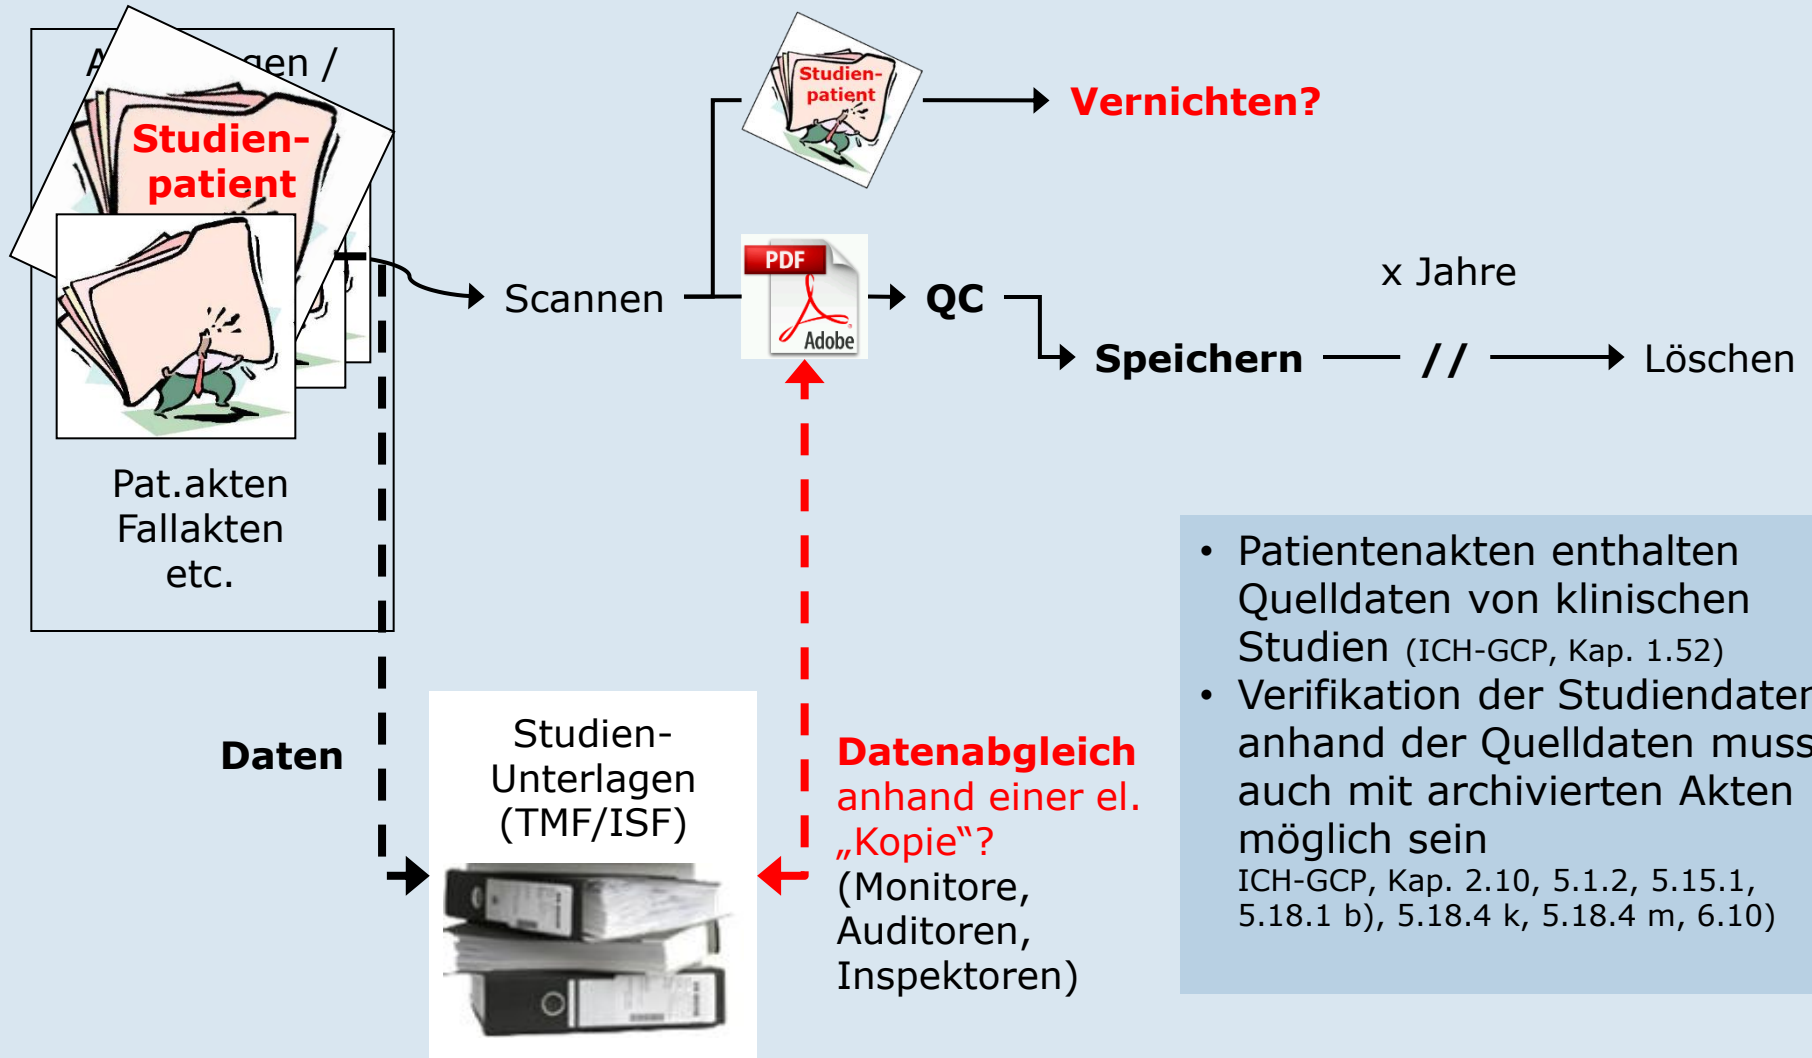 gen /
Studien-
patient
Pat.akten
Fallakten
etc.
Daten
Scannen
Studien-
patient
Vernichten?
PDF
Adobe
QC
x Jahre
Speichern
//
Löschen
Studien-
Unterlagen
(TMF/ISF)
Datenabgleich
anhand einer el.
„Kopie“?
(Monitore,
Auditoren,
Inspektoren)
• Patientenakten enthalten
Quelldaten von klinischen
Studien (ICH-GCP, Kap. 1.52)
• Verifikation der Studiendaten
anhand der Quelldaten muss
auch mit archivierten Akten
möglich sein
ICH-GCP, Kap. 2.10, 5.1.2, 5.15.1,
5.18.1 b), 5.18.4 k, 5.18.4 m, 6.10)